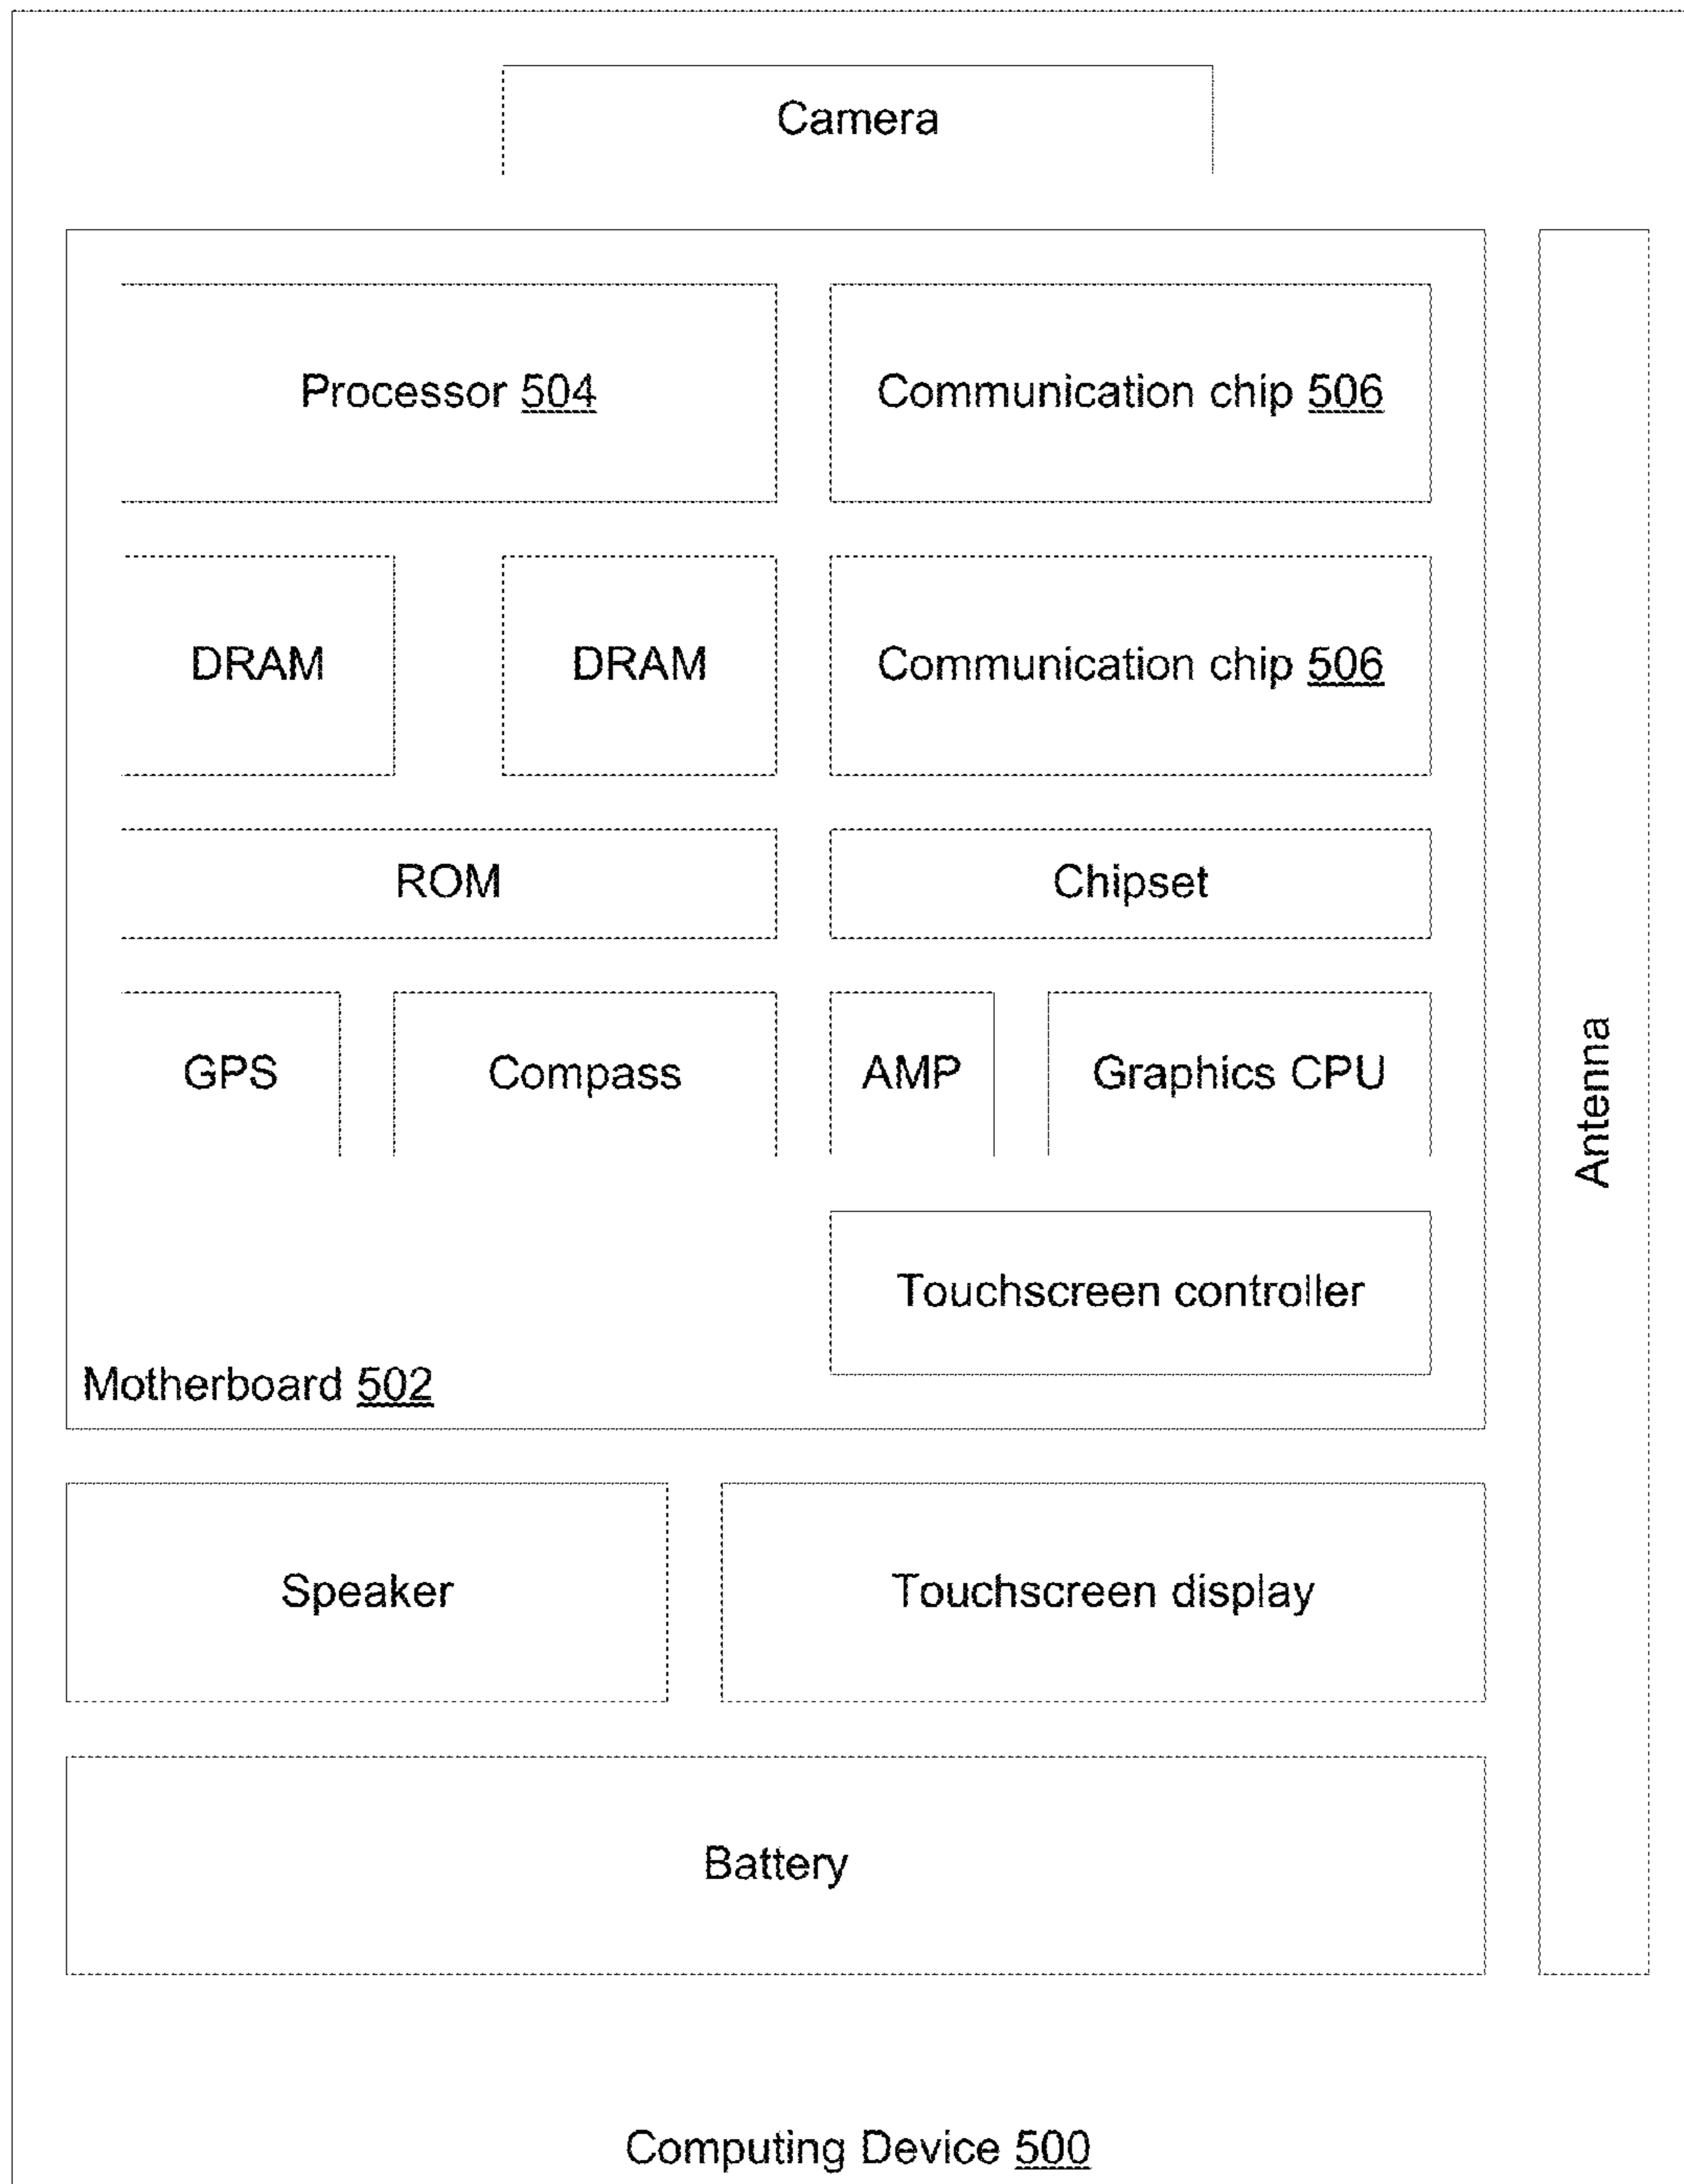 Camera
Processor 504
Communication chip 506
DRAM
DRAM
Communication chip 506
ROM
Chipset
GPS
Compass
AMP
Graphics CPU
Antenna
Touchscreen controller
Motherboard 502
Speaker
Touchscreen display
Battery
Computing Device 500